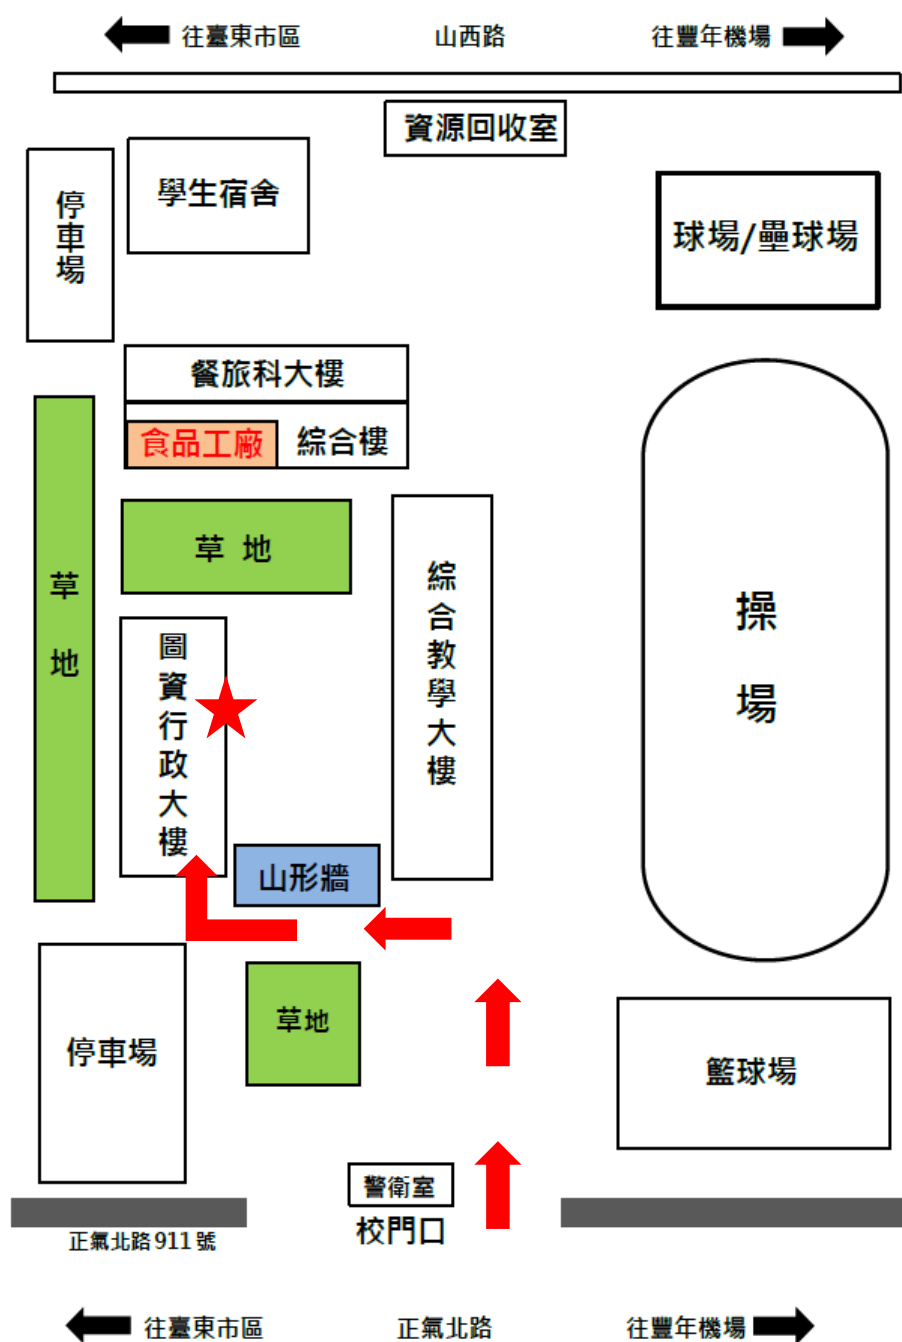 往臺東市區 山西路 往豐年機場
資源回收室
學生宿舍
停車場
球場/壘球場
餐旅科大樓
食品工廠 綜合樓
草地
草 地
綜合教學大樓
圖資行政大樓
操場
山形牆
草地
停車場
籃球場
警衛室
校門口
正氣北路911號
往臺東市區 正氣北路 往豐年機場